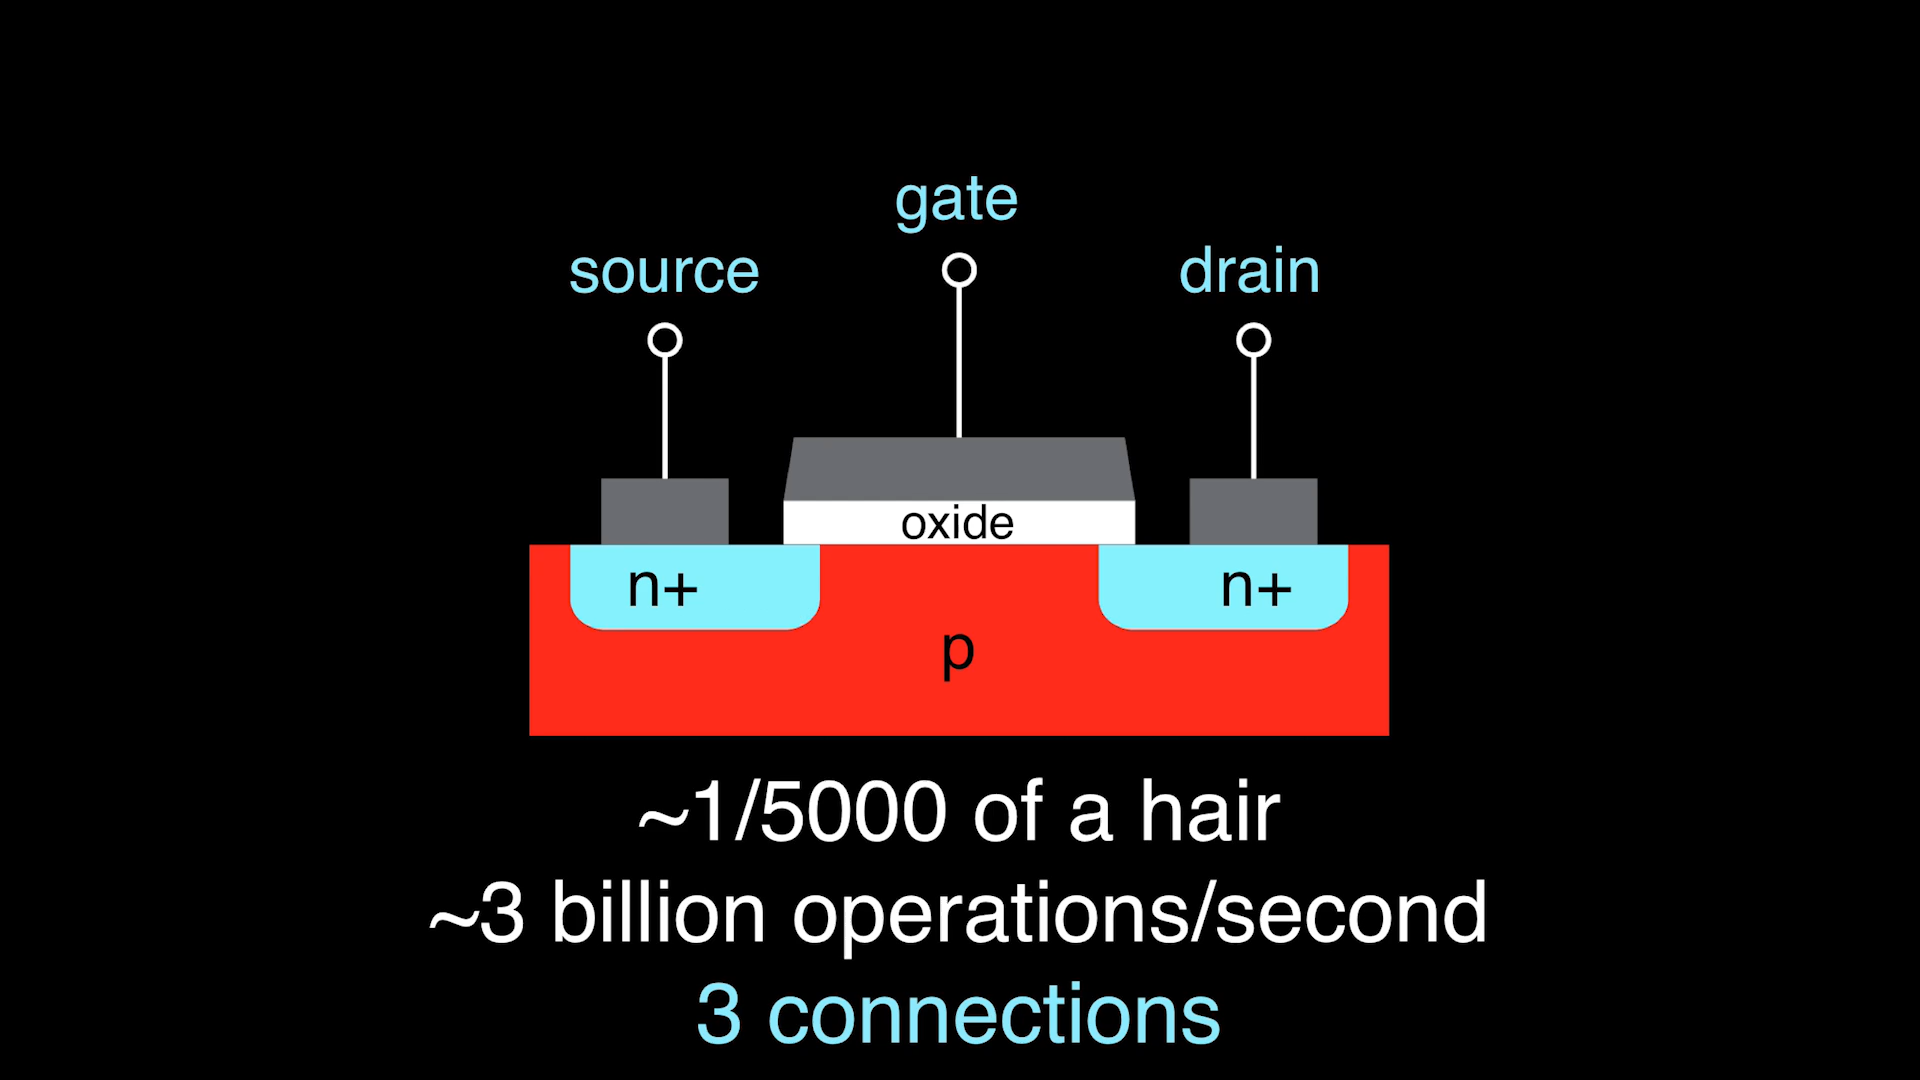 gate
source
drain
oxide
n+
n+
p
~1/5000 of a hair
~3 billion operations/second
3 connections